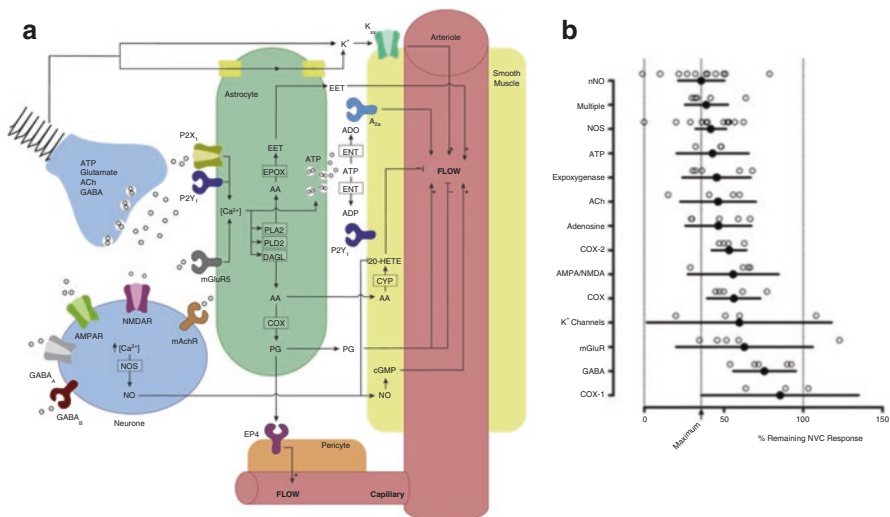 a
b
Arteriole
Smooth
Muscle
K⁺
Astrocyte
EET
A2a
ATP
Glutamate
ACh
GABA
P2X1
P2Y1
[Ca²⁺]
EET
EPOX
AA
PLA2
PLD2
DAGL
AA
COX
PG
ATP
ADO
ENT
ATP
ENT
ADP
P2Y1
FLOW
20-HETE
CYP
AA
PG
cGMP
NO
mGluR5
NMDAR
AMPAR
mAchR
[Ca²⁺]
NOS
NO
GABA A
GABA B
Neurone
EP4
Pericyte
FLOW
Capillary
nNO
Multiple
NOS
ATP
Expoxygenase
ACh
Adenosine
COX-2
AMPA/NMDA
COX
K⁺ Channels
mGluR
GABA
COX-1
0
50
100
150
Maximum
% Remaining NVC Response